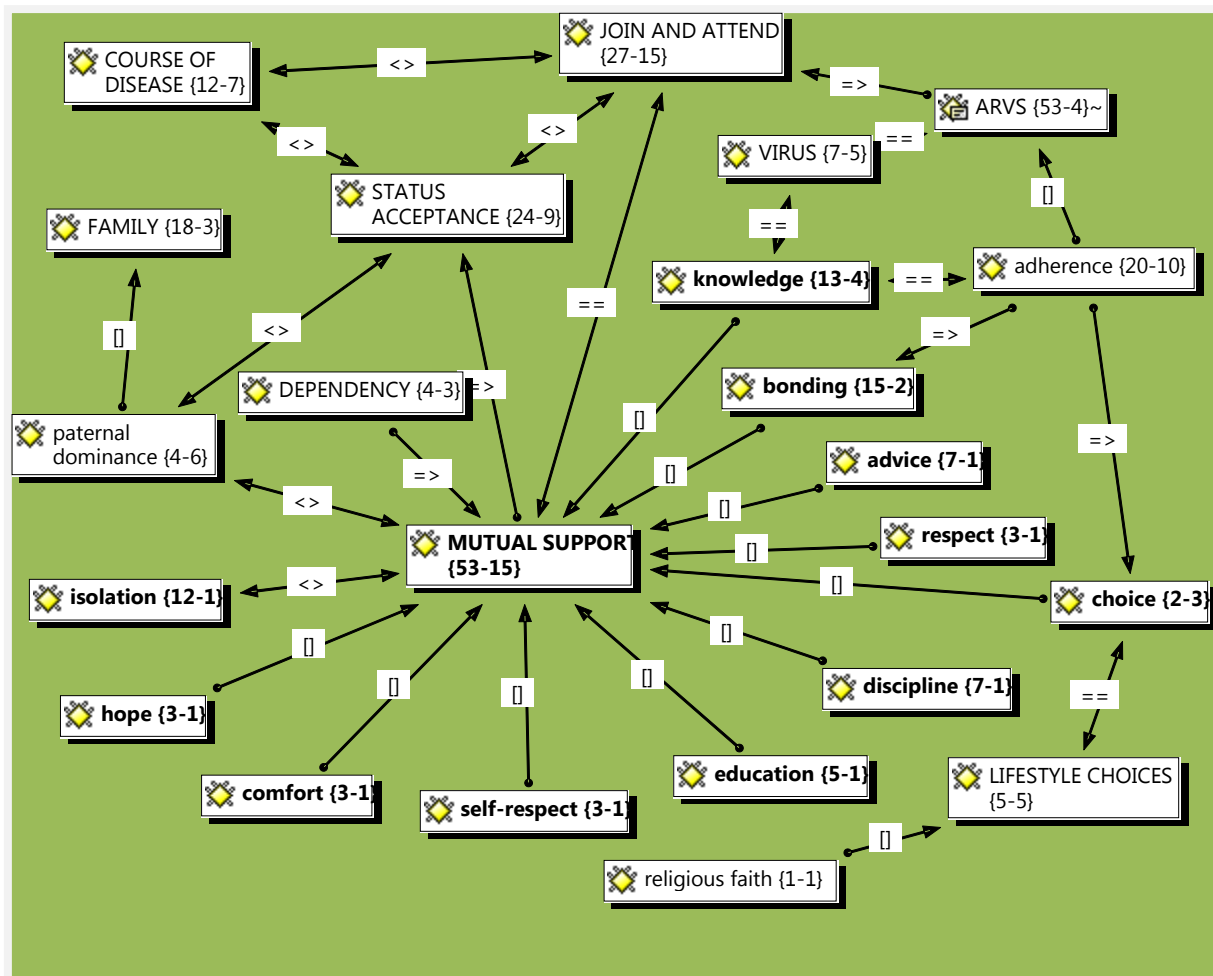 JOIN AND ATTEND
{27-15}
COURSE OF
DISEASE {12-7}
<>
=>
ARVS {53-4}~
<>
<>
==
VIRUS {7-5}
STATUS
ACCEPTANCE {24-9}
[]
FAMILY {18-3}
==
adherence {20-10}
knowledge {13-4}
==
==
<>
[]
=>
DEPENDENCY {4-3}
=>
bonding {15-2}
[]
paternal
dominance {4-6}
=>
advice {7-1}
=>
[]
<>
[]
respect {3-1}
MUTUAL SUPPORT
{53-15}
[]
<>
[]
isolation {12-1}
choice {2-3}
[]
[]
[]
[]
[]
discipline {7-1}
==
hope {3-1}
education {5-1}
LIFESTYLE CHOICES
{5-5}
comfort {3-1}
self-respect {3-1}
[]
religious faith {1-1}